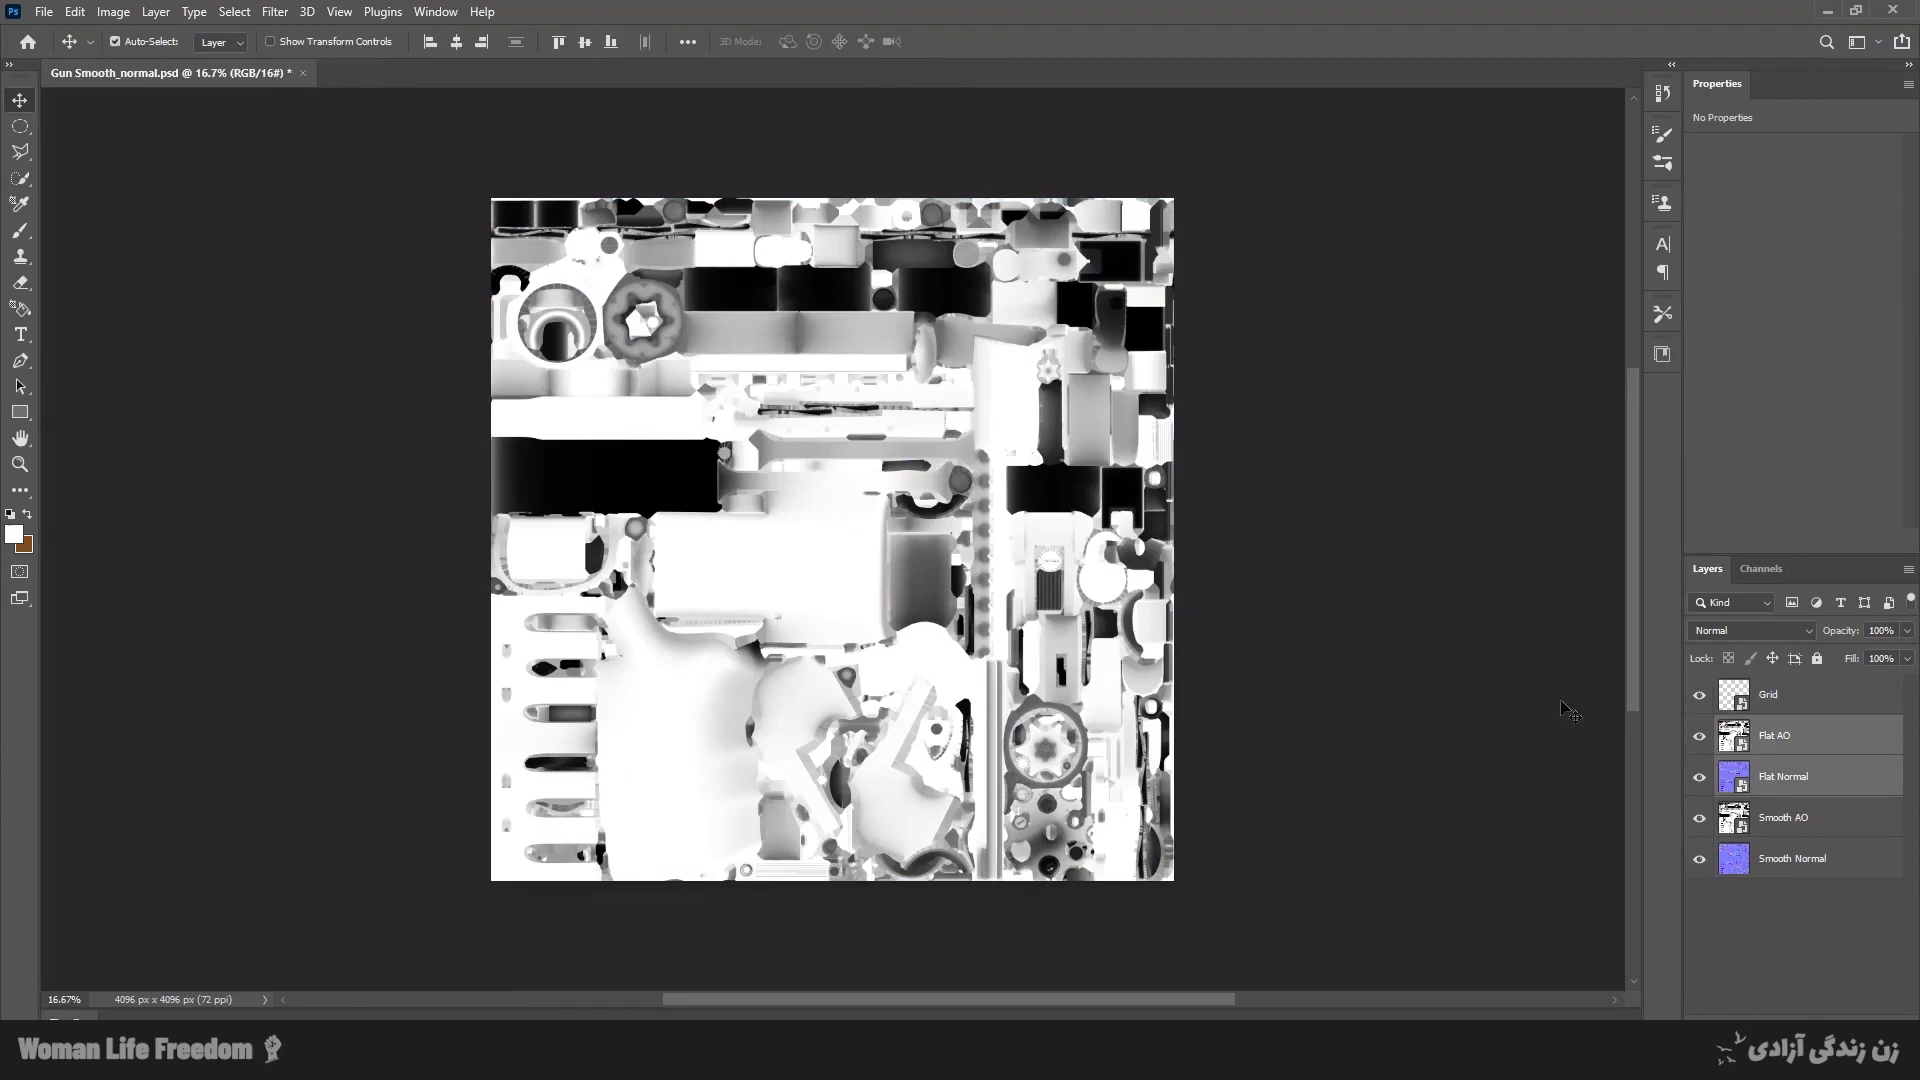 Ps File Edit Image Layer Type Select Filter 3D View Plugins Window Help
Auto-Select: Layer Show Transform Controls 3D Mode:
Gun Smooth_normal.psd @ 16.7% (RGB/16#) *
Properties
No Properties
Layers Channels
Kind
Normal Opacity: 100%
Lock: Fill: 100%
Grid
Flat AO
Flat Normal
Smooth AO
Smooth Normal
16.67% 4096 px x 4096 px (72 ppi)
Woman Life Freedom
زن زندگی آزادی